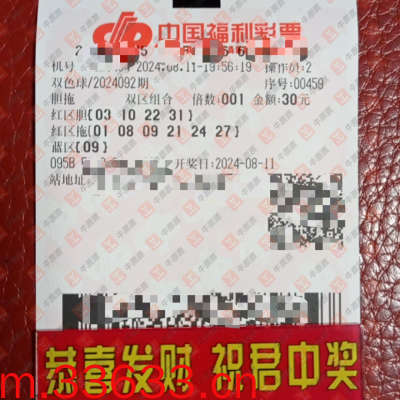 中国福利彩票
机号 2024.08.11-19:56:19 操作员:2
双色球/2024092期 序号:00459
胆拖 双区组合 倍数:001 金额:30元
红区胆[03 10 22 31]
红区拖[01 08 09 21 24 27]
蓝区[09]
095B 开奖日:2024-08-11
站地址
恭喜发财 祝君中奖
m.33633.cn